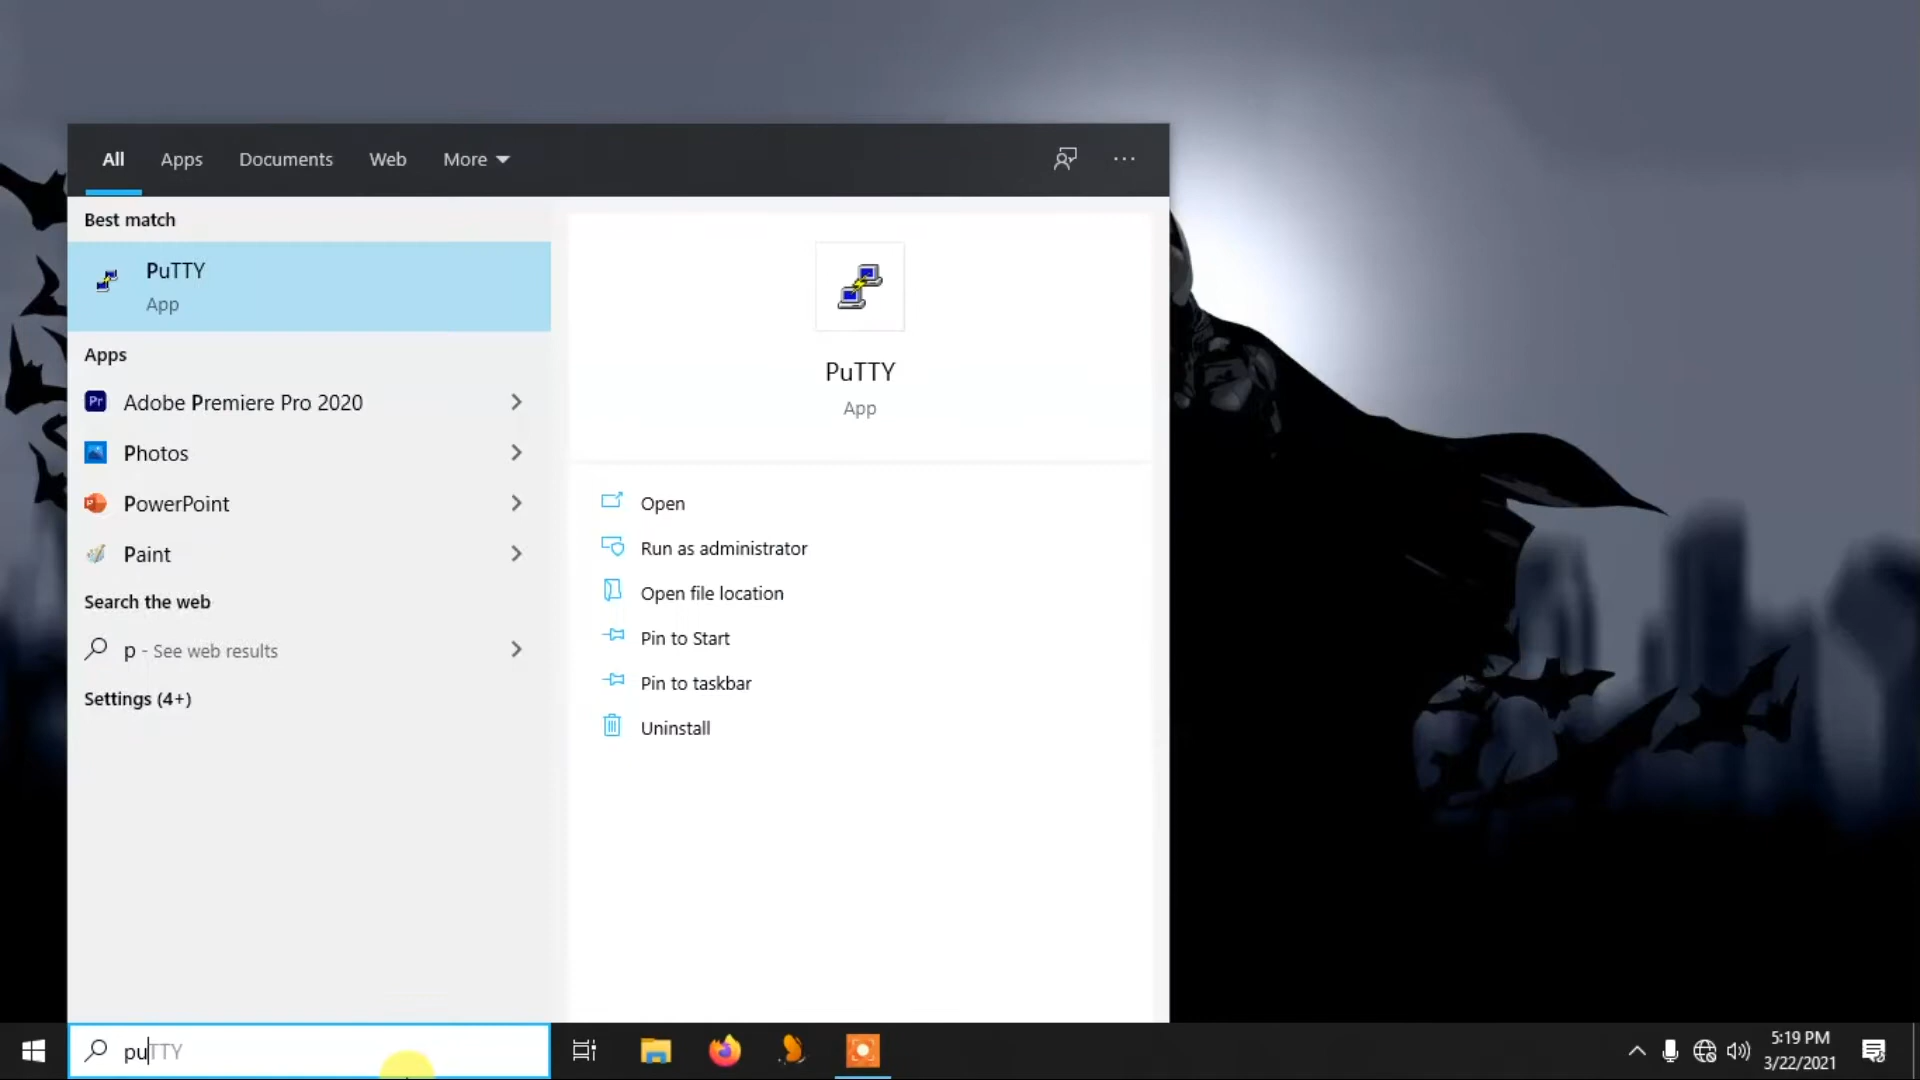 All Apps Documents Web More
Best match
PuTTY
App
Apps
Pr Adobe Premiere Pro 2020
Photos
PowerPoint
Paint
Search the web
p - See web results
Settings (4+)
PuTTY
App
Open
Run as administrator
Open file location
Pin to Start
Pin to taskbar
Uninstall
puTTY
5:19 PM
3/22/2021